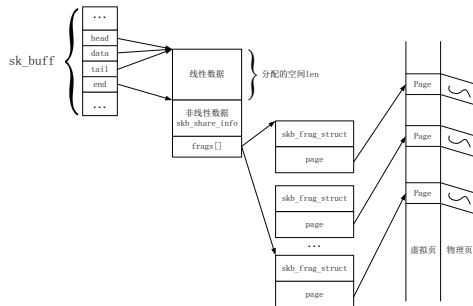 ...
head
data
tail
end
...
sk_buff
线性数据
分配的空间len
非线性数据
skb_share_info
frags[]
skb_frag_struct
page
skb_frag_struct
page
...
skb_frag_struct
page
Page
Page
Page
虚拟页
物理页